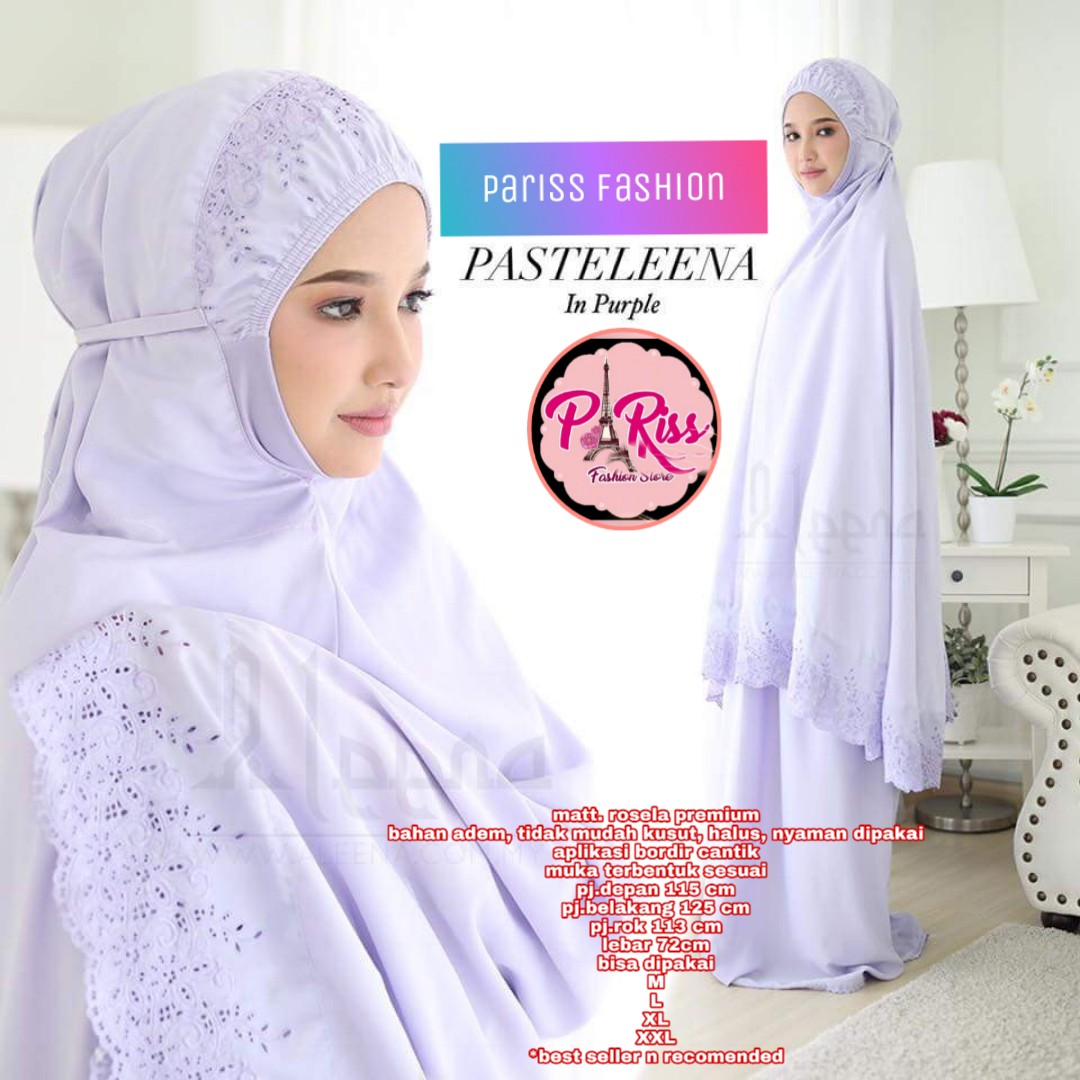 Pariss Fashion
PASTELEENA
In Purple
PARiss
Fashion Store
matt. rosela premium
bahan adem, tidak mudah kusut, halus, nyaman dipakai
aplikasi bordir cantik
muka terbentuk sesuai
pj.depan 115 cm
pj.belakang 125 cm
pj.rok 113 cm
lebar 72cm
bisa dipakai
M
L
XL
XXL
*best seller n recomended